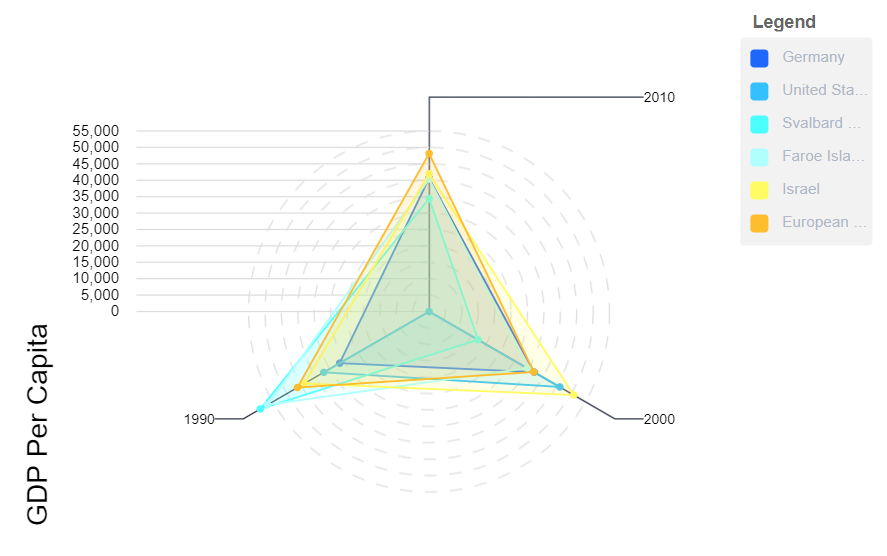 Legend
Germany
United Sta...
Svalbard ...
Faroe Isla...
Israel
European ...
2010
55,000
50,000
45,000
40,000
35,000
30,000
25,000
20,000
15,000
10,000
5,000
0
GDP Per Capita
1990
2000